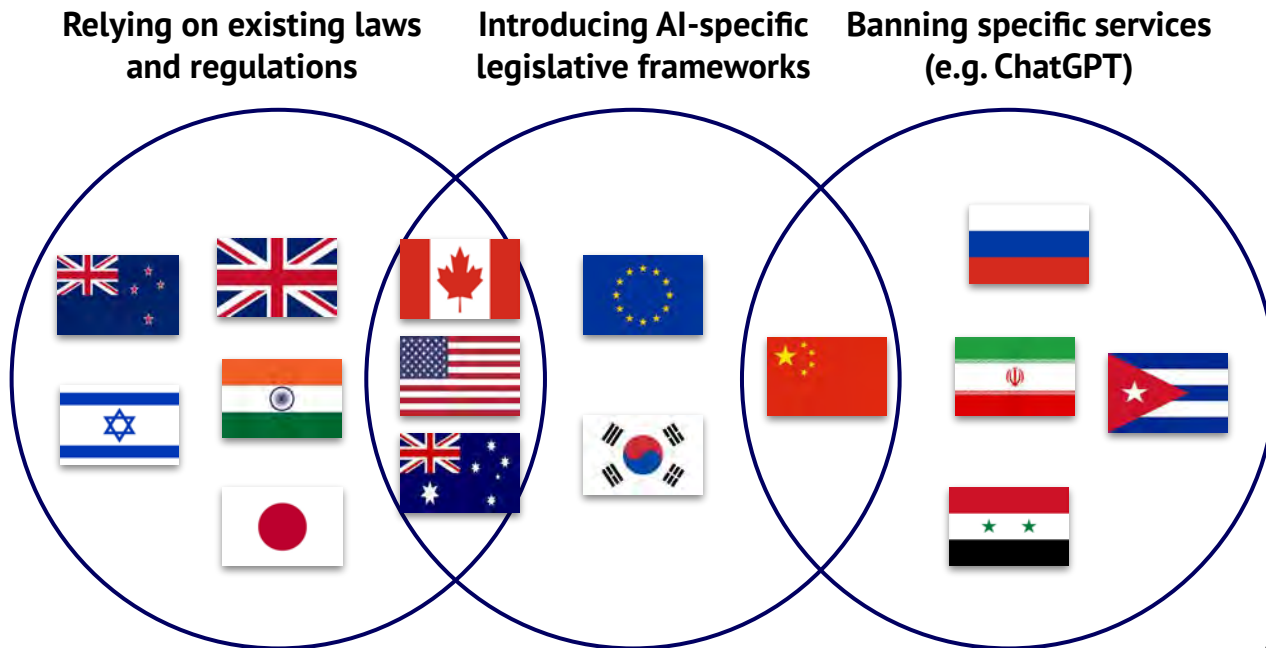 Relying on existing laws
and regulations
Introducing AI-specific
legislative frameworks
Banning specific services
(e.g. ChatGPT)